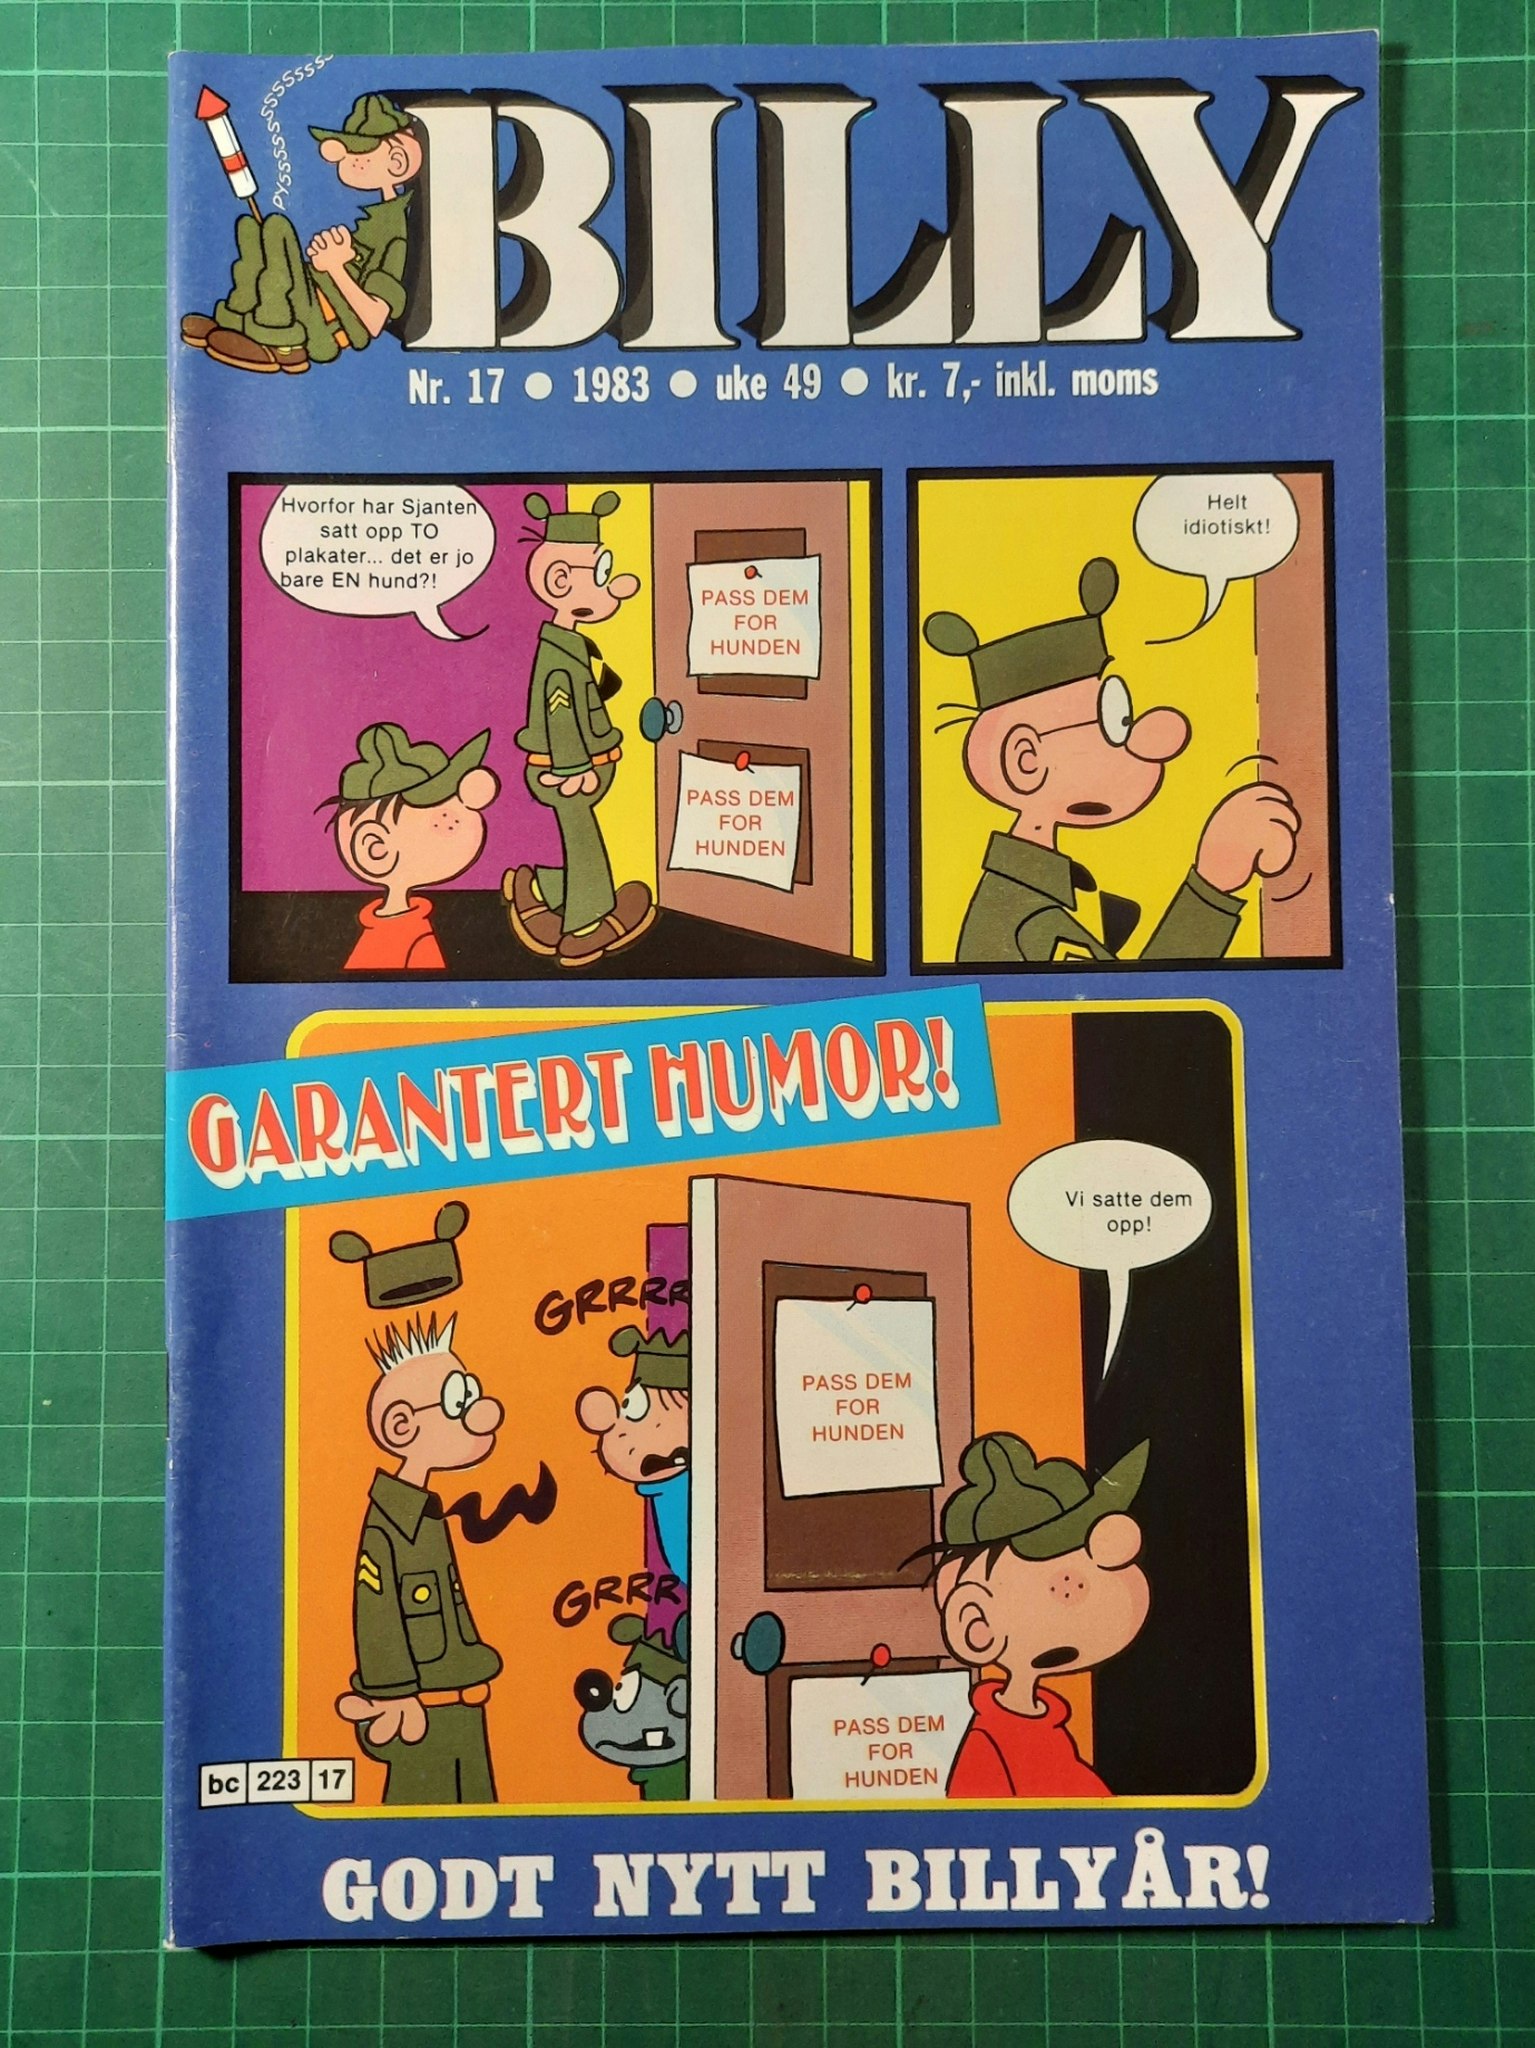 PYSSSSSSSSSSSSSSS
BILLY
Nr. 17 ● 1983 ● uke 49 ● kr. 7,- inkl. moms
Hvorfor har Sjanten
satt opp TO
plakater... det er jo
bare EN hund?!
PASS DEM
FOR
HUNDEN
PASS DEM
FOR
HUNDEN
Helt
idiotiskt!
GARANTERT HUMOR!
Vi satte dem
opp!
GRRRR
PASS DEM
FOR
HUNDEN
GRRR
PASS DEM
FOR
HUNDEN
bc 223 17
GODT NYTT BILLYÅR!